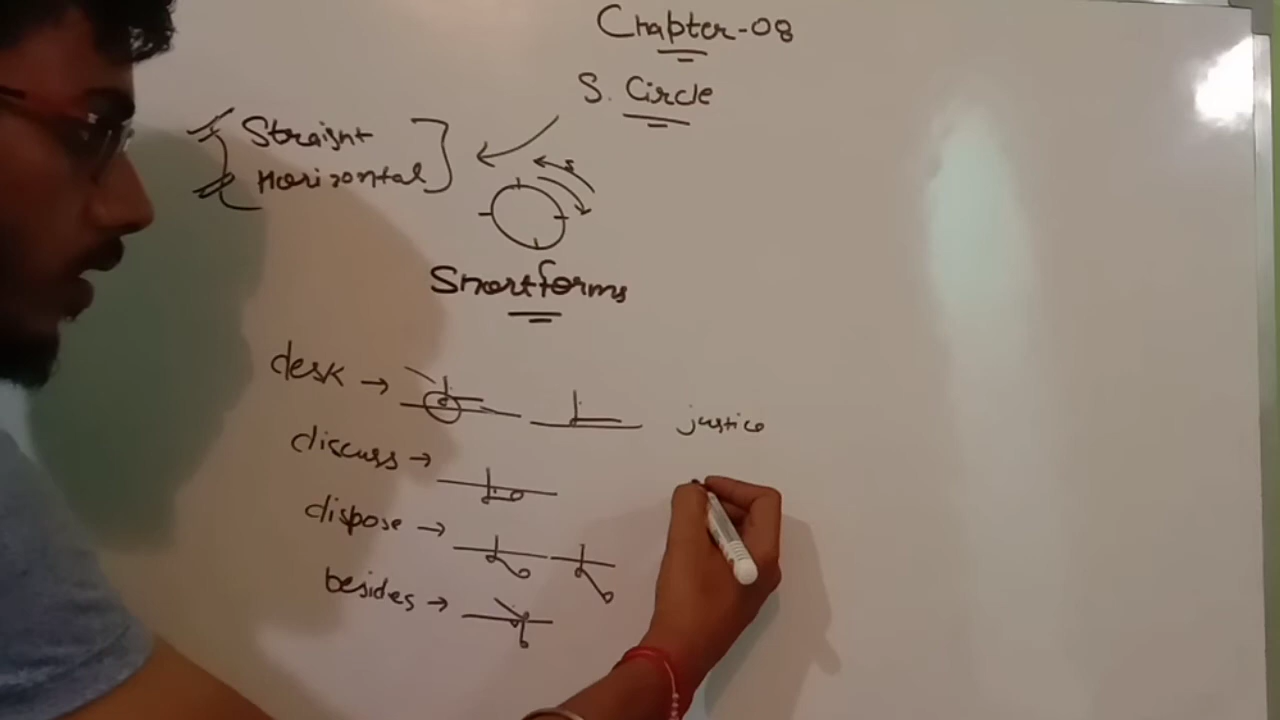 Chapter-08
S. Circle
Straight
Horizontal
s
Shortforms
desk →
justice
discuss →
dispose →
besides →